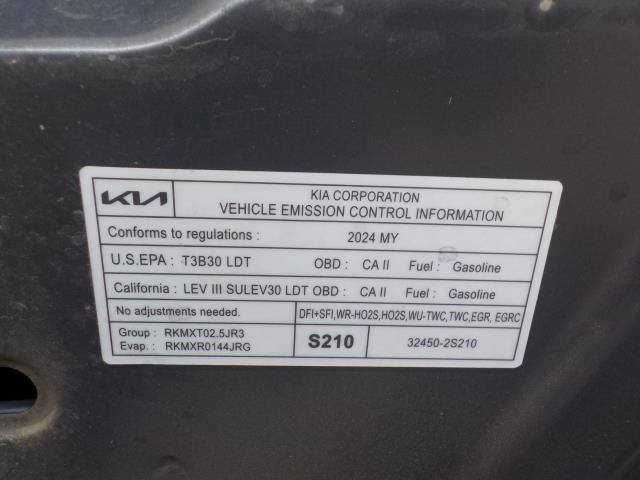 KIA
KIA CORPORATION
VEHICLE EMISSION CONTROL INFORMATION
Conforms to regulations : 2024 MY
U.S.EPA : T3B30 LDT OBD : CA II Fuel : Gasoline
California : LEV III SULEV30 LDT OBD : CA II Fuel : Gasoline
No adjustments needed. DFI+SFI,WR-HO2S,HO2S,WU-TWC,TWC,EGR, EGRC
Group : RKMXT02.5JR3
Evap. : RKMXR0144JRG
S210
32450-2S210